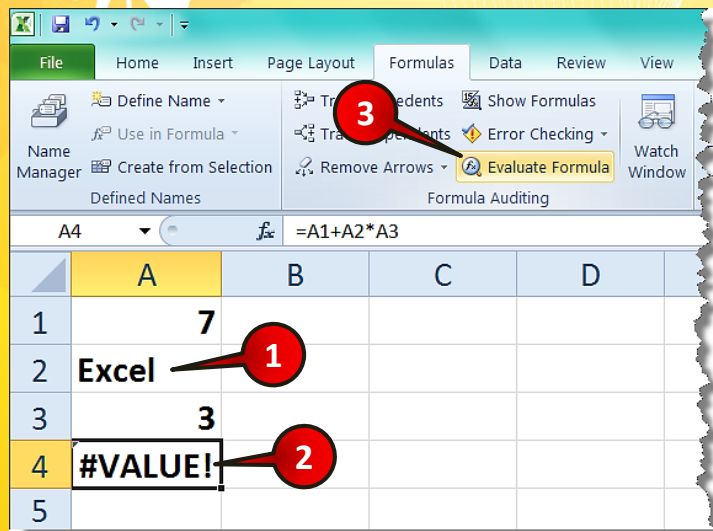 File Home Insert Page Layout Formulas Data Review View
Define Name
Show Formulas
Use in Formula
Error Checking
Name Manager
Create from Selection
Remove Arrows
Evaluate Formula
Watch Window
Defined Names
Formula Auditing
3
A4 fx =A1+A2*A3
A B C D
1 7
2 Excel 1
3 3
4 #VALUE! 2
5